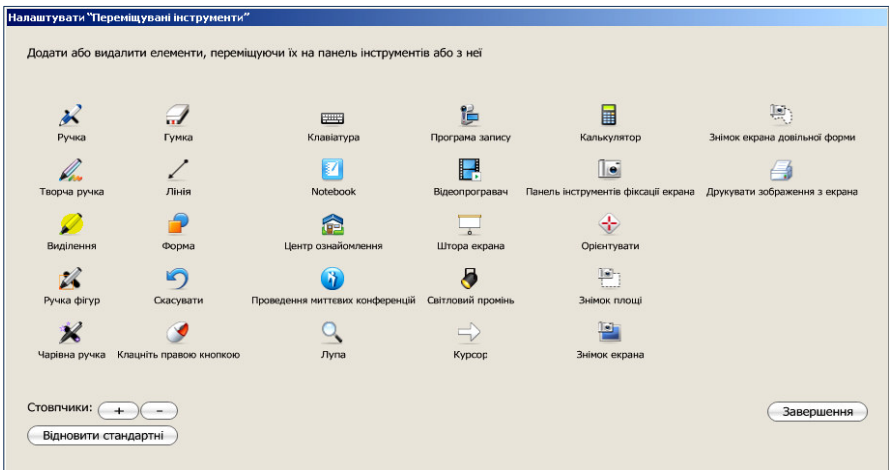 Налаштувати "Переміщувані інструменти"
Додати або видалити елементи, переміщуючи їх на панель інструментів або з неї
Ручка Гумка Клавіатура Програма запису Калькулятор Знімок екрана довільної форми
Творча ручка Лінія Notebook Відеопрогравач Панель інструментів фіксації екрана Друкувати зображення з екрана
Виділення Форма Центр ознайомлення Штора екрана Орієнтувати
Ручка фігур Скасувати Проведення миттєвих конференцій Світловий промінь Знімок площі
Чарівна ручка Клацніть правою кнопкою Лупа Курсор Знімок екрана
Стовпчики: + -
Завершення
Відновити стандартні